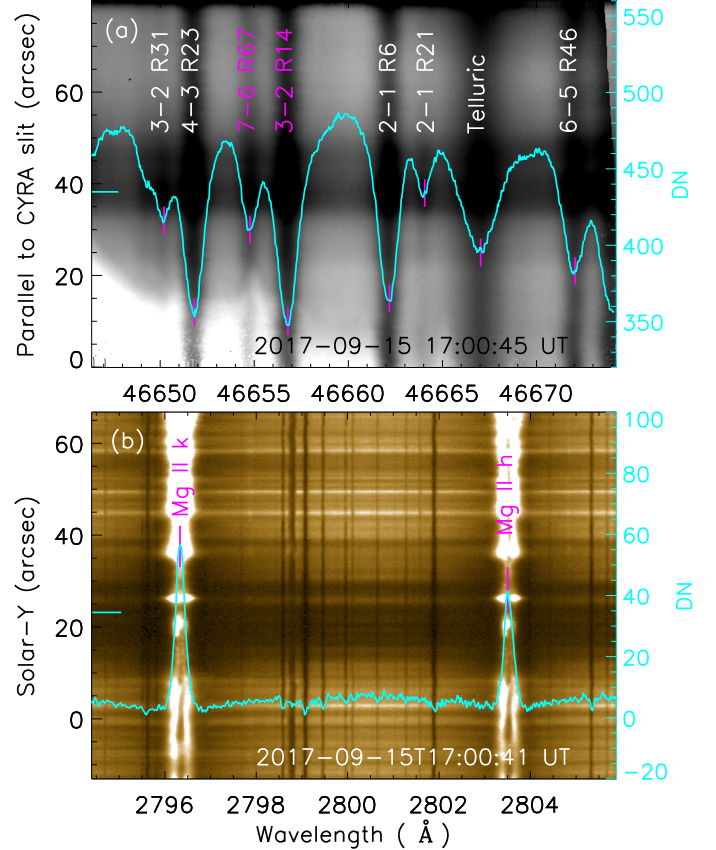 (a)
3-2 R31
4-3 R23
7-6 R67
3-2 R14
2-1 R6
2-1 R21
Telluric
6-5 R46
Parallel to CYRA slit (arcsec)
60
40
20
0
550
500
450
400
350
DN
2017-09-15 17:00:45 UT
46650 46655 46660 46665 46670
(b)
Mg II k
Mg II h
Solar-Y (arcsec)
60
40
20
0
100
80
60
40
20
0
-20
DN
2017-09-15T17:00:41 UT
2796 2798 2800 2802 2804
Wavelength ( Å )